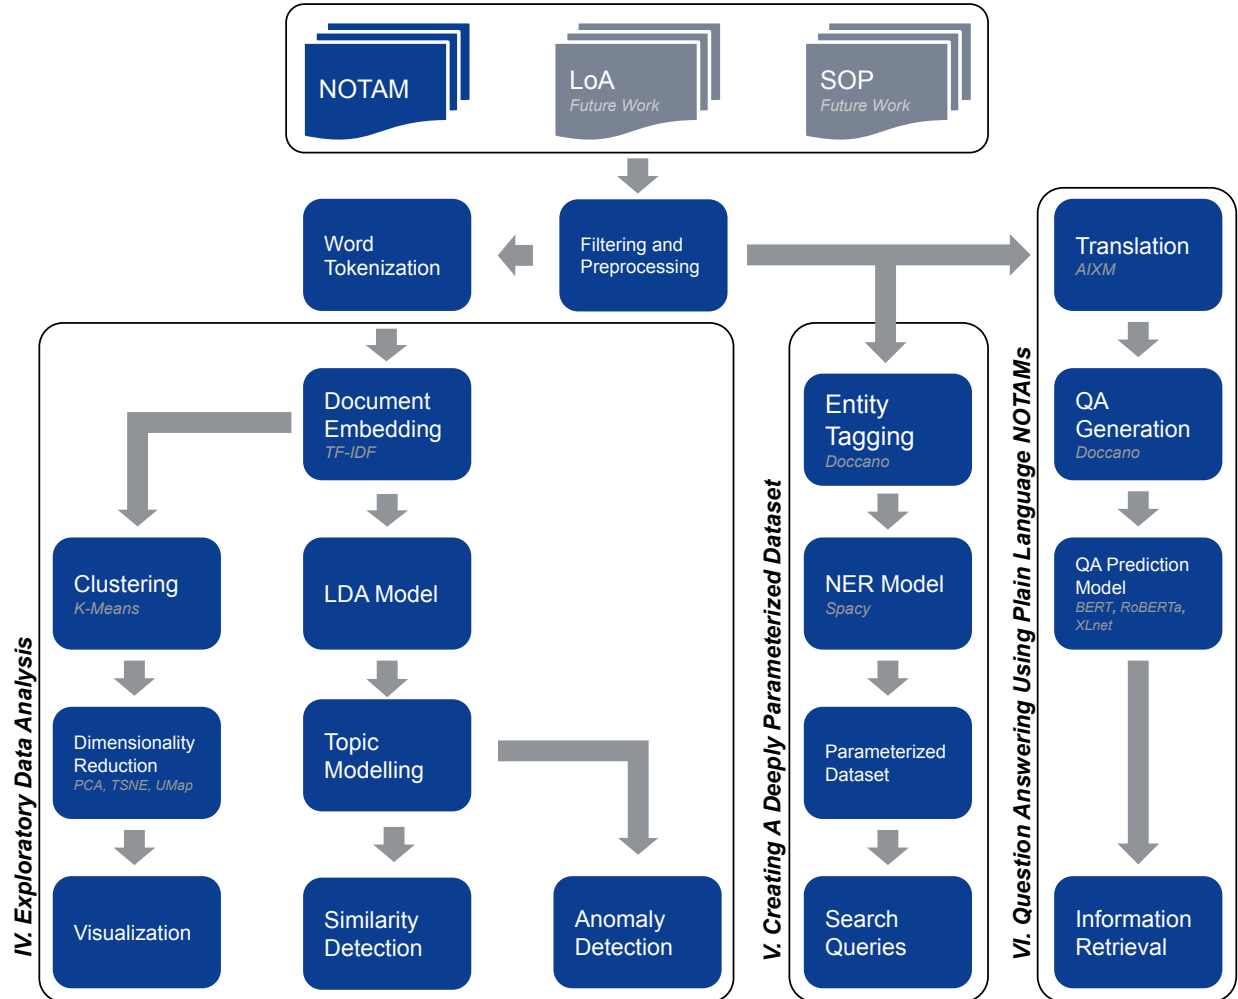 NOTAM
LoA
Future Work
SOP
Future Work
Word
Tokenization
Filtering and
Preprocessing
Translation
AIXM
IV. Exploratory Data Analysis
Document
Embedding
TF-IDF
Clustering
K-Means
LDA Model
Dimensionality
Reduction
PCA, TSNE, UMap
Topic
Modelling
Visualization
Similarity
Detection
Anomaly
Detection
V. Creating A Deeply Parameterized Dataset
Entity
Tagging
Doccano
NER Model
Spacy
Parameterized
Dataset
Search
Queries
VI. Question Answering Using Plain Language NOTAMs
QA
Generation
Doccano
QA Prediction
Model
BERT, RoBERTa,
XLnet
Information
Retrieval